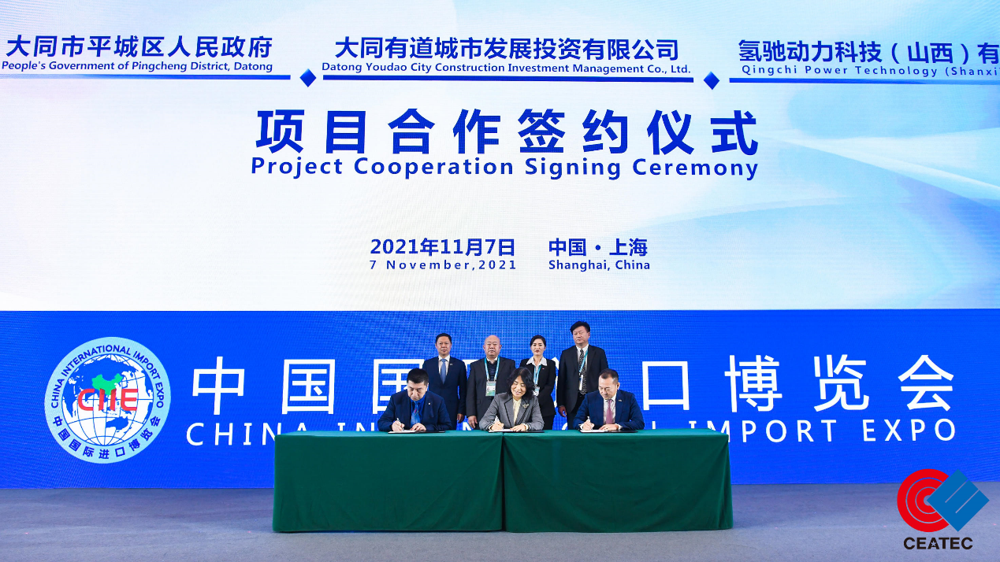 大同市平城区人民政府
People's Government of Pingcheng District, Datong
大同有道城市发展投资有限公司
Datong Youdao City Construction Investment Management Co., Ltd.
氢驰动力科技（山西）有
Qingchi Power Technology (Shanxi
项目合作签约仪式
Project Cooperation Signing Ceremony
2021年11月7日 中国·上海
7 November,2021 Shanghai, China
CHINA INTERNATIONAL IMPORT EXPO
CIIE
中国国际进口博览会
中国国 口博览会
CHINA IN IMPORT EXPO
CEATEC